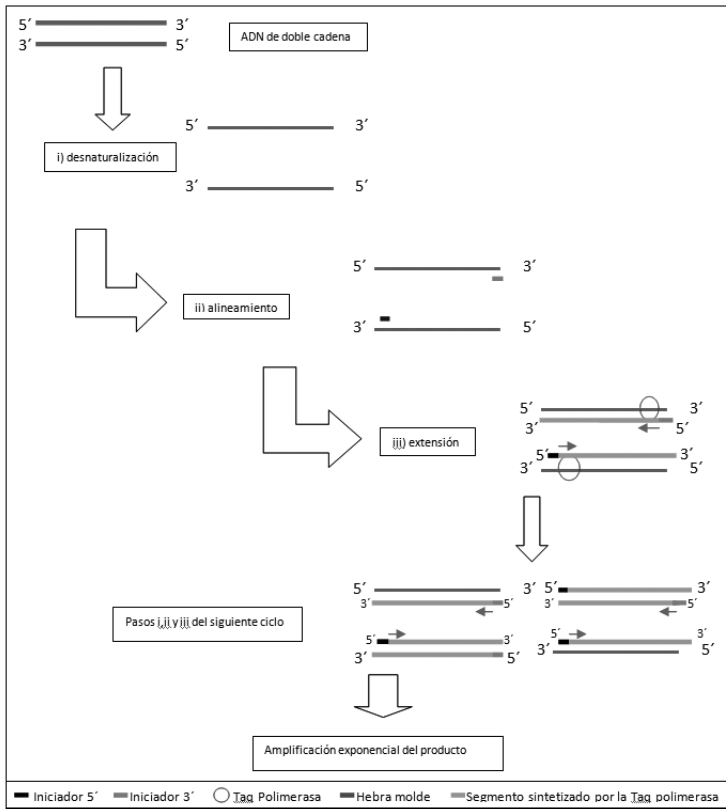 5´ 3´
3´ 5´
ADN de doble cadena
5´ 3´
i) desnaturalización
3´ 5´
5´ 3´
ii) alineamiento
3´ 5´
5´ 3´
3´ 5´
iii) extensión
5´ 3´
3´ 5´
5´ 3´ 5´ 3´
3´ 5´ 3´ 5´
Pasos i,ii y iii del siguiente ciclo
5´ 3´ 5´ 3´
3´ 5´ 3´ 5´
Amplificación exponencial del producto
Iniciador 5´ Iniciador 3´ Taq Polimerasa Hebra molde Segmento sintetizado por la Taq polimerasa